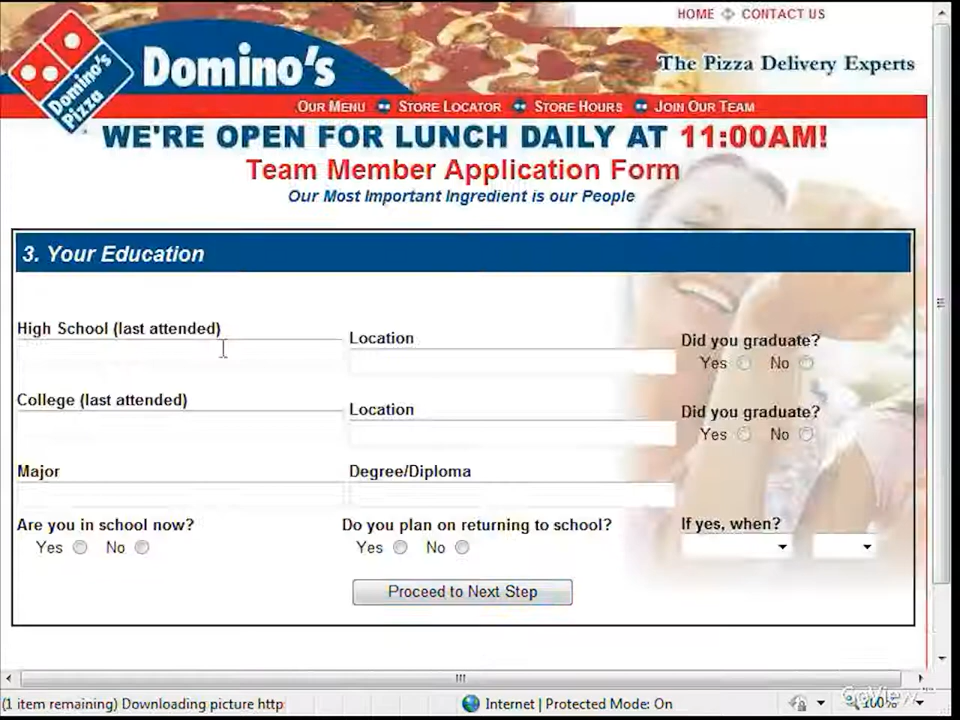 HOME CONTACT US
Domino's Pizza
Domino's
The Pizza Delivery Experts
OUR MENU STORE LOCATOR STORE HOURS JOIN OUR TEAM
WE'RE OPEN FOR LUNCH DAILY AT 11:00AM!
Team Member Application Form
Our Most Important Ingredient is our People
3. Your Education
High School (last attended)
Location
Did you graduate?
Yes No
College (last attended)
Location
Did you graduate?
Yes No
Major
Degree/Diploma
Are you in school now?
Yes No
Do you plan on returning to school?
Yes No
If yes, when?
Proceed to Next Step
(1 item remaining) Downloading picture http
Internet | Protected Mode: On
GoView
100%